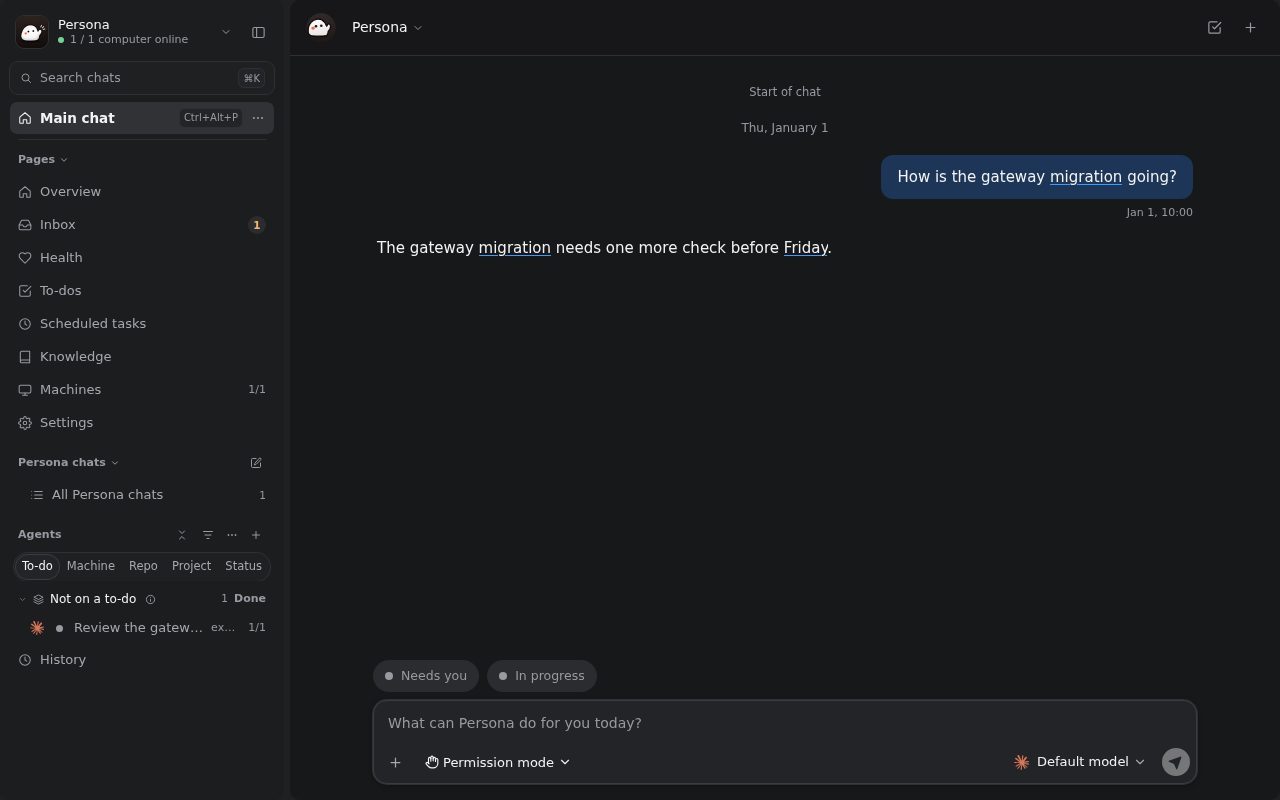 Persona
1 / 1 computer online
Search chats ⌘K
Main chat Ctrl+Alt+P
Pages
Overview
Inbox 1
Health
To-dos
Scheduled tasks
Knowledge
Machines 1/1
Settings
Persona chats
All Persona chats 1
Agents
To-do Machine Repo Project Status
Not on a to-do 1 Done
Review the gatew… ex… 1/1
History
Persona
Start of chat
Thu, January 1
How is the gateway migration going?
Jan 1, 10:00
The gateway migration needs one more check before Friday.
Needs you In progress
What can Persona do for you today?
Permission mode Default model